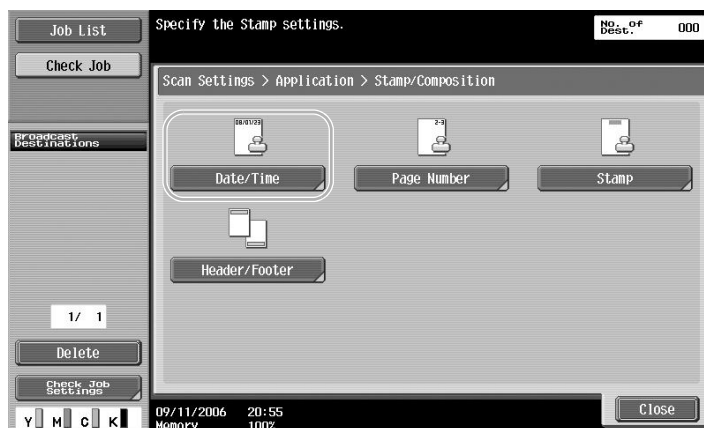 Job List
Specify the Stamp settings.
No. of
Dest.
000
Check Job
Scan Settings > Application > Stamp/Composition
Broadcast
Destinations
08/01/23
2-3
Date/Time
Page Number
Stamp
Header/Footer
1/ 1
Delete
Check Job
Settings
Close
Y M C K
09/11/2006 20:55
Memory 100%